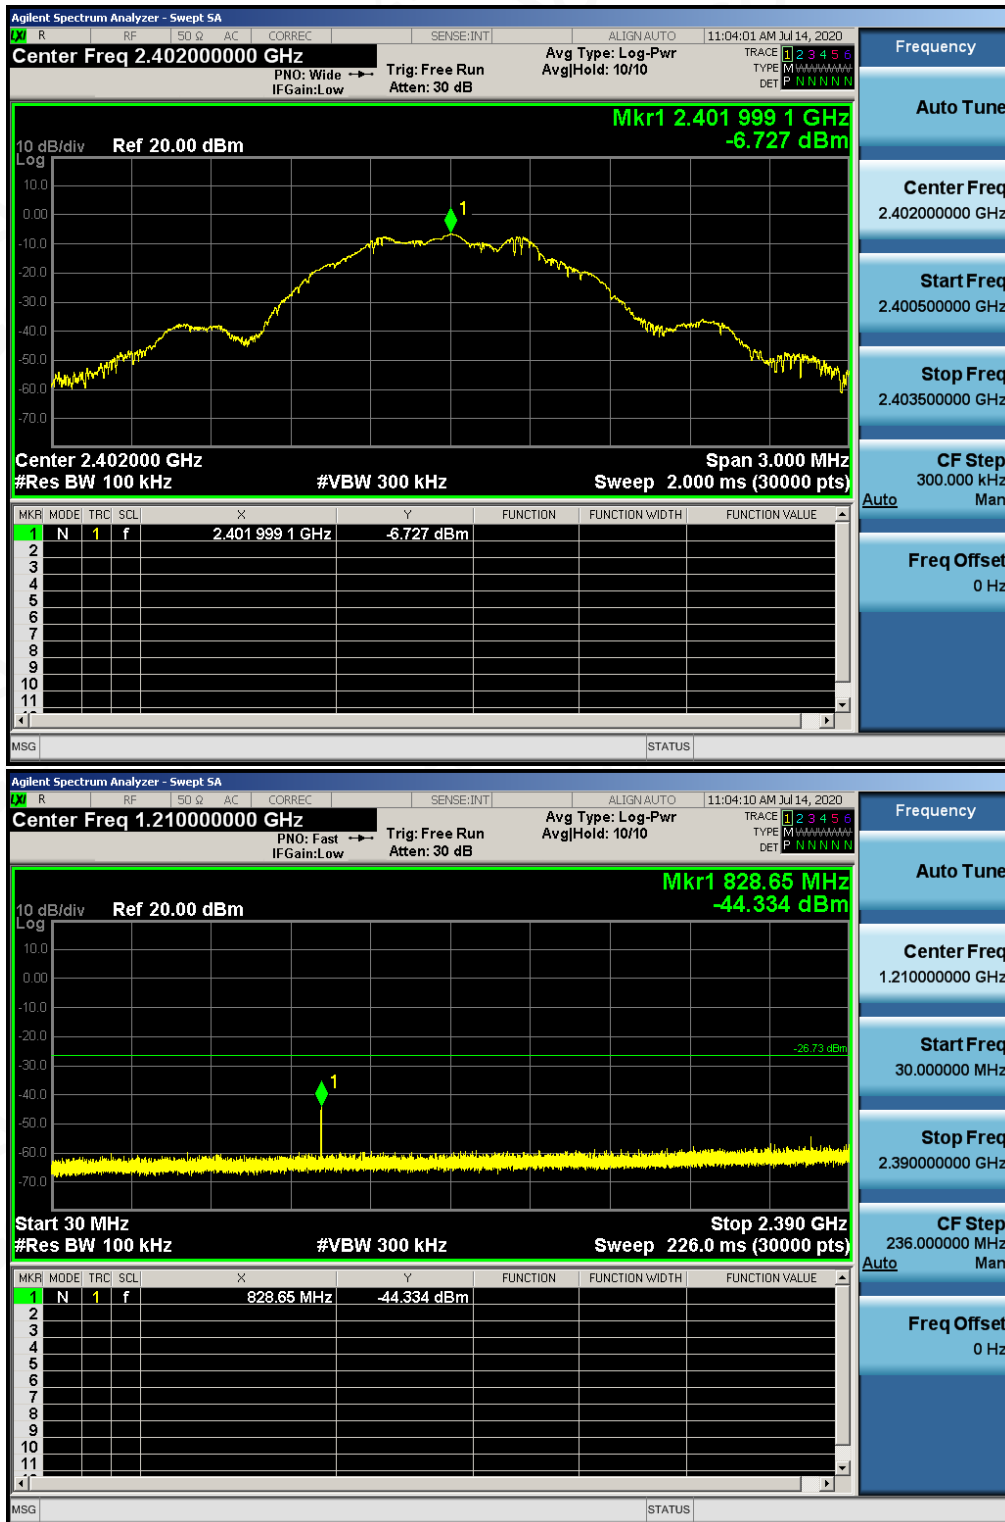 Agilent Spectrum Analyzer - Swept SA
LXI R RF 50 Ω AC CORREC SENSE:INT ALIGN AUTO 11:04:01 AM Jul 14, 2020
Center Freq 2.402000000 GHz
PNO: Wide
IFGain:Low
Trig: Free Run
Atten: 30 dB
Avg Type: Log-Pwr
Avg|Hold: 10/10
TRACE 1 2 3 4 5 6
TYPE M
DET P N N N N N
Mkr1 2.401 999 1 GHz
-6.727 dBm
10 dB/div Ref 20.00 dBm
Log
10.0
0.00
-10.0
-20.0
-30.0
-40.0
-50.0
-60.0
-70.0
1
Center 2.402000 GHz Span 3.000 MHz
#Res BW 100 kHz #VBW 300 kHz Sweep 2.000 ms (30000 pts)
MKR MODE TRC SCL X Y FUNCTION FUNCTION WIDTH FUNCTION VALUE
1 N 1 f 2.401 999 1 GHz -6.727 dBm
2
3
4
5
6
7
8
9
10
11
MSG STATUS
Frequency
Auto Tune
Center Freq
2.402000000 GHz
Start Freq
2.400500000 GHz
Stop Freq
2.403500000 GHz
CF Step
300.000 kHz
Auto Man
Freq Offset
0 Hz
Agilent Spectrum Analyzer - Swept SA
LXI R RF 50 Ω AC CORREC SENSE:INT ALIGN AUTO 11:04:10 AM Jul 14, 2020
Center Freq 1.210000000 GHz
PNO: Fast
IFGain:Low
Trig: Free Run
Atten: 30 dB
Avg Type: Log-Pwr
Avg|Hold: 10/10
TRACE 1 2 3 4 5 6
TYPE M
DET P N N N N N
Mkr1 828.65 MHz
-44.334 dBm
10 dB/div Ref 20.00 dBm
Log
10.0
0.00
-10.0
-20.0
-30.0
-40.0
-50.0
-60.0
-70.0
-26.73 dBm
1
Start 30 MHz Stop 2.390 GHz
#Res BW 100 kHz #VBW 300 kHz Sweep 226.0 ms (30000 pts)
MKR MODE TRC SCL X Y FUNCTION FUNCTION WIDTH FUNCTION VALUE
1 N 1 f 828.65 MHz -44.334 dBm
2
3
4
5
6
7
8
9
10
11
MSG STATUS
Frequency
Auto Tune
Center Freq
1.210000000 GHz
Start Freq
30.000000 MHz
Stop Freq
2.390000000 GHz
CF Step
236.000000 MHz
Auto Man
Freq Offset
0 Hz